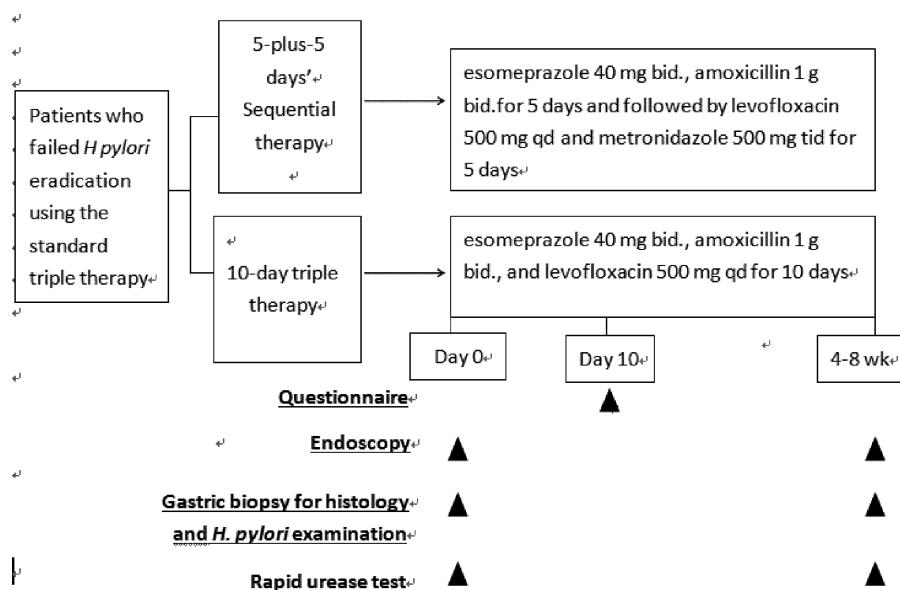 Patients who
failed H pylori
eradication
using the
standard
triple therapy
5-plus-5
days’
Sequential
therapy
esomeprazole 40 mg bid., amoxicillin 1 g
bid.for 5 days and followed by levofloxacin
500 mg qd and metronidazole 500 mg tid for
5 days
10-day triple
therapy
esomeprazole 40 mg bid., amoxicillin 1 g
bid., and levofloxacin 500 mg qd for 10 days
Day 0
Day 10
4-8 wk
Questionnaire
Endoscopy
Gastric biopsy for histology
and H. pylori examination
Rapid urease test